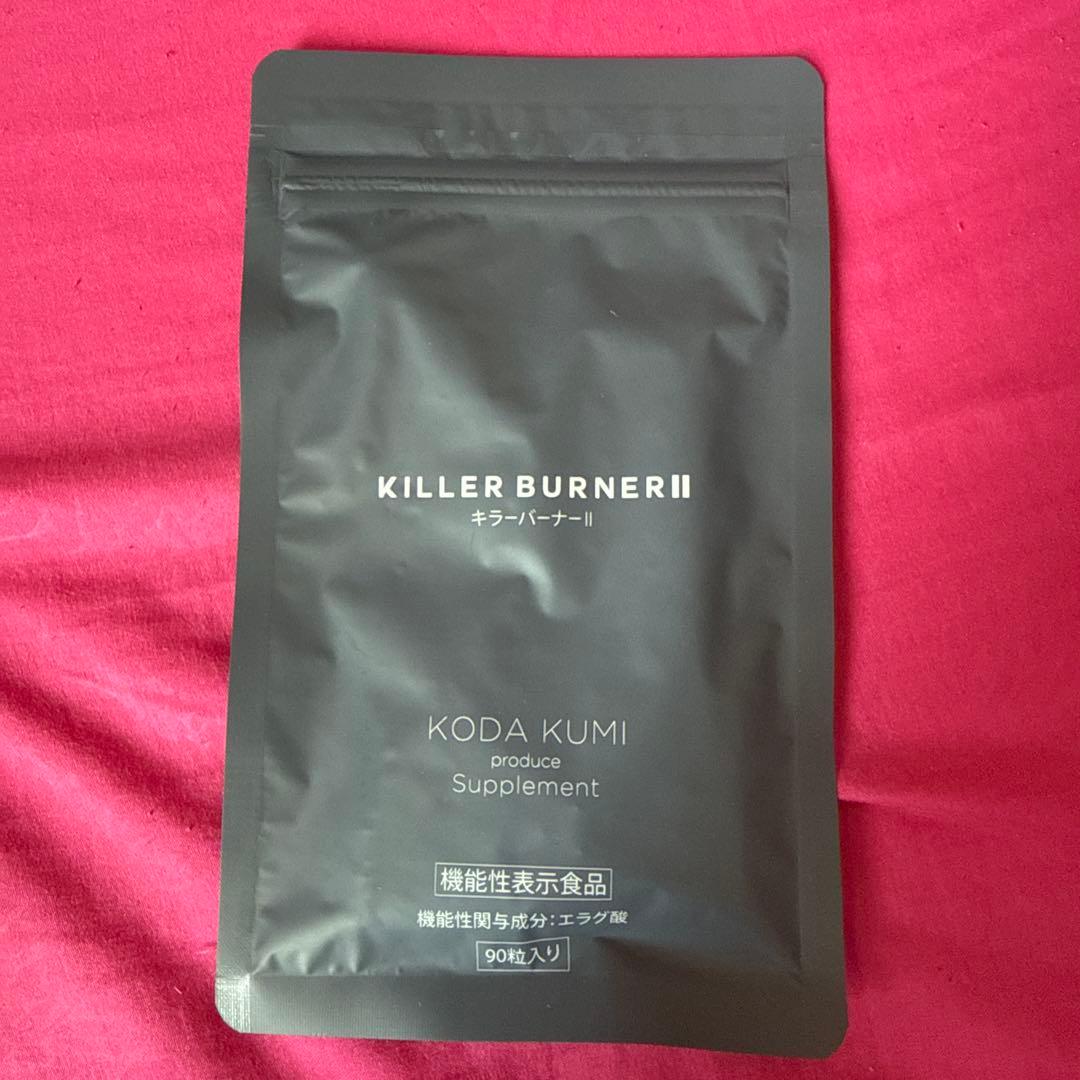 KILLER BURNERⅡ
キラーバーナーⅡ
KODA KUMI
produce
Supplement
機能性表示食品
機能性関与成分：エラグ酸
90粒入り